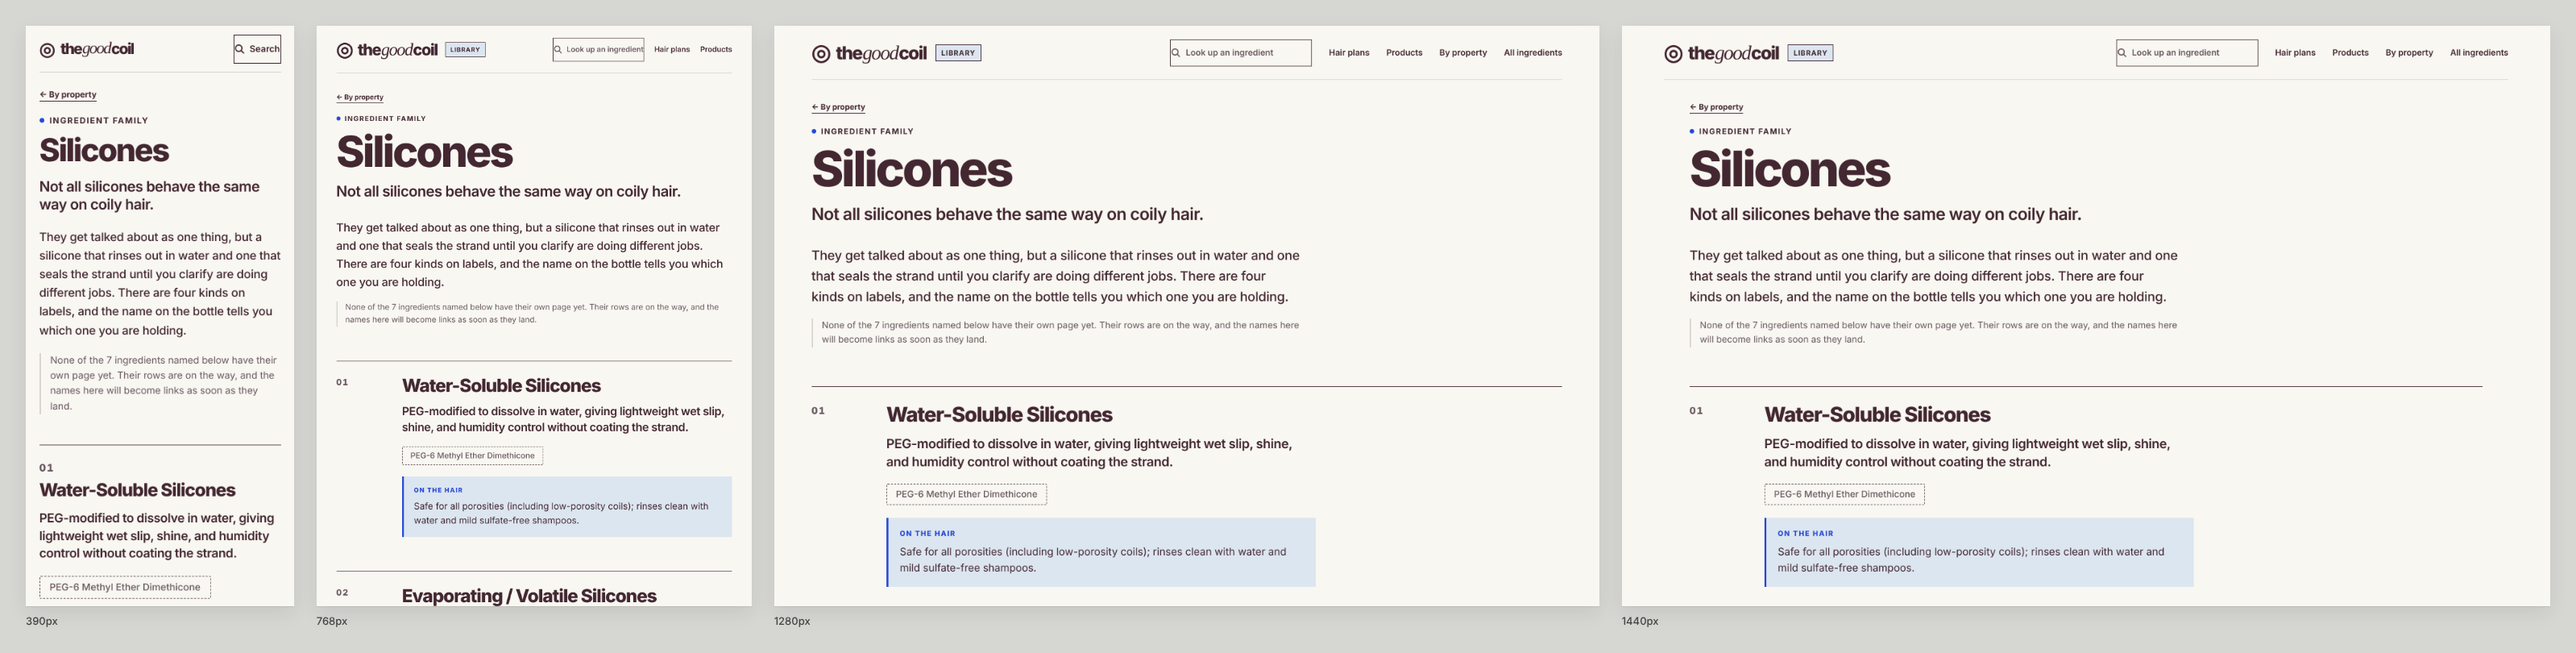 thegoodcoil
Search
← By property
INGREDIENT FAMILY
Silicones
Not all silicones behave the same
way on coily hair.
They get talked about as one thing, but a
silicone that rinses out in water and one that
seals the strand until you clarify are doing
different jobs. There are four kinds on
labels, and the name on the bottle tells you
which one you are holding.
None of the 7 ingredients named below have their
own page yet. Their rows are on the way, and the
names here will become links as soon as they
land.
01
Water-Soluble Silicones
PEG-modified to dissolve in water, giving
lightweight wet slip, shine, and humidity
control without coating the strand.
PEG-6 Methyl Ether Dimethicone
390px
thegoodcoil LIBRARY Look up an ingredient Hair plans Products
← By property
INGREDIENT FAMILY
Silicones
Not all silicones behave the same way on coily hair.
They get talked about as one thing, but a silicone that rinses out in water
and one that seals the strand until you clarify are doing different jobs.
There are four kinds on labels, and the name on the bottle tells you which
one you are holding.
None of the 7 ingredients named below have their own page yet. Their rows are on the way, and the
names here will become links as soon as they land.
01
Water-Soluble Silicones
PEG-modified to dissolve in water, giving lightweight wet slip,
shine, and humidity control without coating the strand.
PEG-6 Methyl Ether Dimethicone
ON THE HAIR
Safe for all porosities (including low-porosity coils); rinses clean with
water and mild sulfate-free shampoos.
02
Evaporating / Volatile Silicones
768px
thegoodcoil LIBRARY Look up an ingredient Hair plans Products By property All ingredients
← By property
INGREDIENT FAMILY
Silicones
Not all silicones behave the same way on coily hair.
They get talked about as one thing, but a silicone that rinses out in water and one
that seals the strand until you clarify are doing different jobs. There are four
kinds on labels, and the name on the bottle tells you which one you are holding.
None of the 7 ingredients named below have their own page yet. Their rows are on the way, and the names here
will become links as soon as they land.
01
Water-Soluble Silicones
PEG-modified to dissolve in water, giving lightweight wet slip, shine,
and humidity control without coating the strand.
PEG-6 Methyl Ether Dimethicone
ON THE HAIR
Safe for all porosities (including low-porosity coils); rinses clean with water and
mild sulfate-free shampoos.
1280px
thegoodcoil LIBRARY Look up an ingredient Hair plans Products By property All ingredients
← By property
INGREDIENT FAMILY
Silicones
Not all silicones behave the same way on coily hair.
They get talked about as one thing, but a silicone that rinses out in water and one
that seals the strand until you clarify are doing different jobs. There are four
kinds on labels, and the name on the bottle tells you which one you are holding.
None of the 7 ingredients named below have their own page yet. Their rows are on the way, and the names here
will become links as soon as they land.
01
Water-Soluble Silicones
PEG-modified to dissolve in water, giving lightweight wet slip, shine,
and humidity control without coating the strand.
PEG-6 Methyl Ether Dimethicone
ON THE HAIR
Safe for all porosities (including low-porosity coils); rinses clean with water and
mild sulfate-free shampoos.
1440px